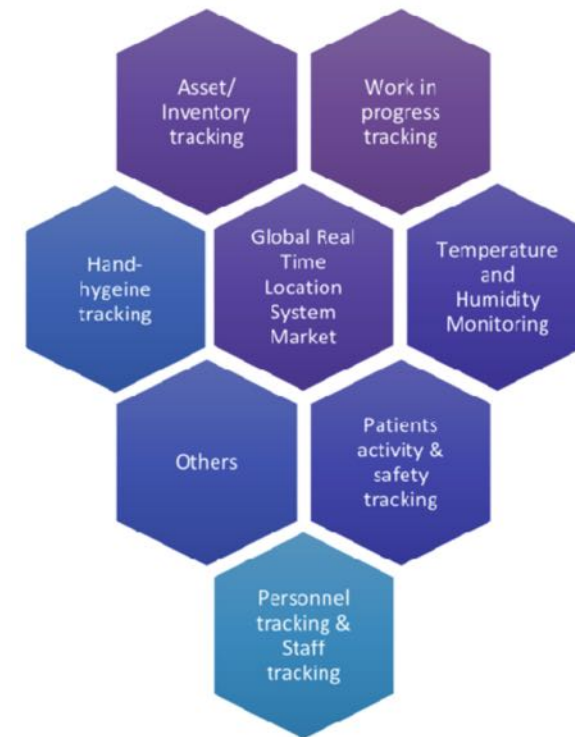 Asset/
Inventory
tracking
Work in
progress
tracking
Hand-
hygeine
tracking
Global Real
Time
Location
System
Market
Temperature
and
Humidity
Monitoring
Others
Patients
activity &
safety
tracking
Personnel
tracking &
Staff
tracking